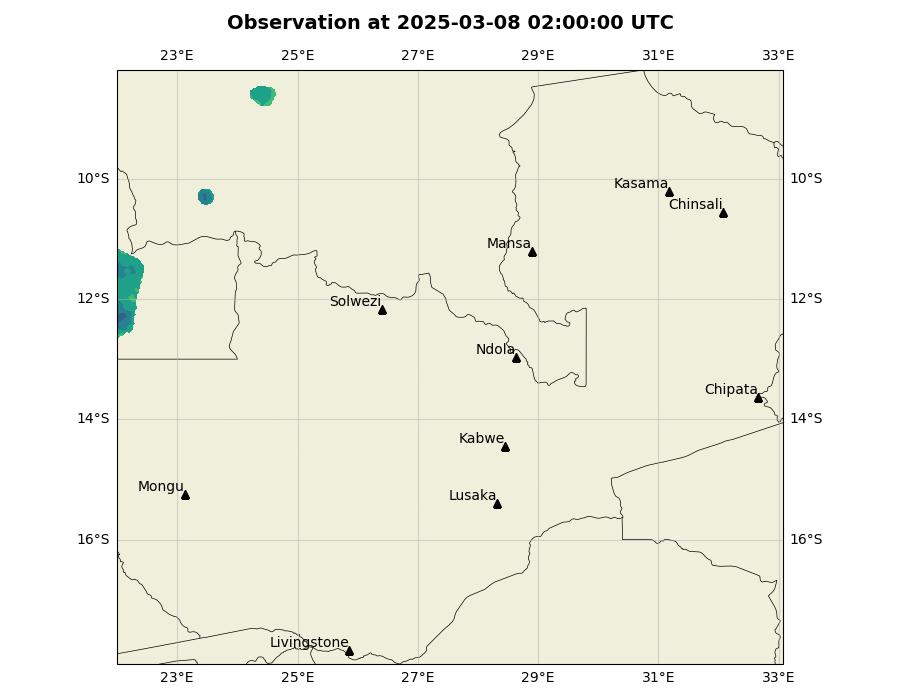 Observation at 2025-03-08 02:00:00 UTC
23°E 25°E 27°E 29°E 31°E 33°E
10°S 10°S
Kasama
Chinsali
Mansa
12°S 12°S
Solwezi
Ndola
Chipata
14°S 14°S
Kabwe
Mongu
Lusaka
16°S 16°S
Livingstone
23°E 25°E 27°E 29°E 31°E 33°E